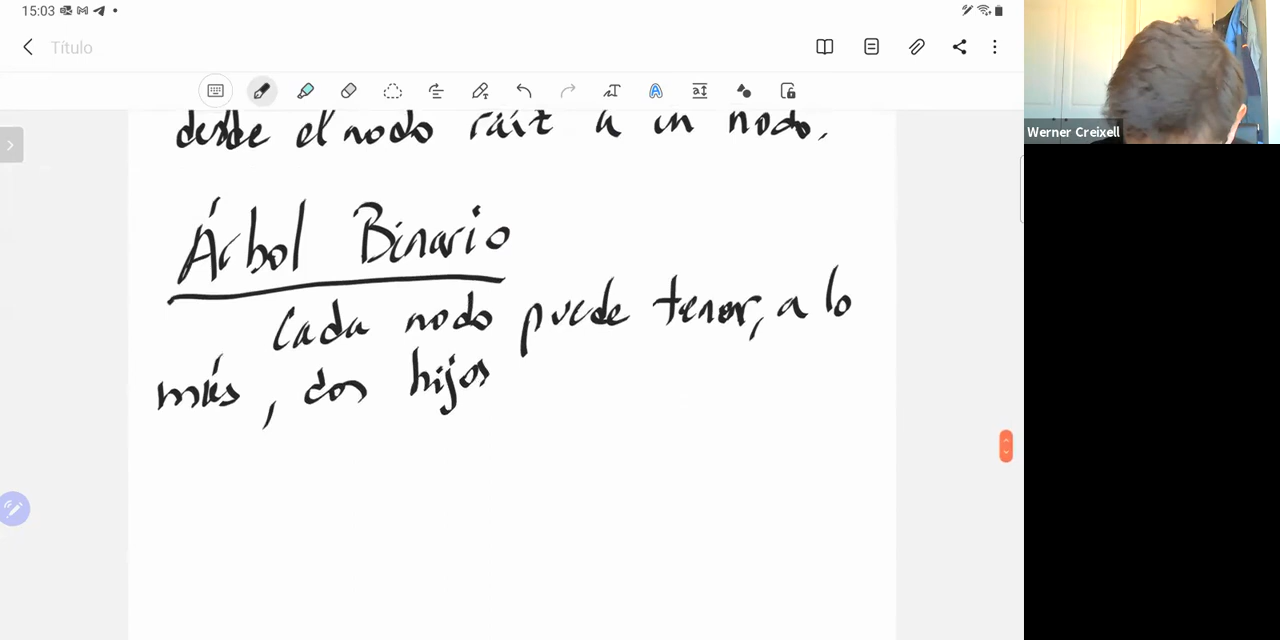 15:03
Título
desde el nodo raíz a un nodo.
Árbol Binario
Cada nodo puede tener, a lo
más, dos hijos
Werner Creixell